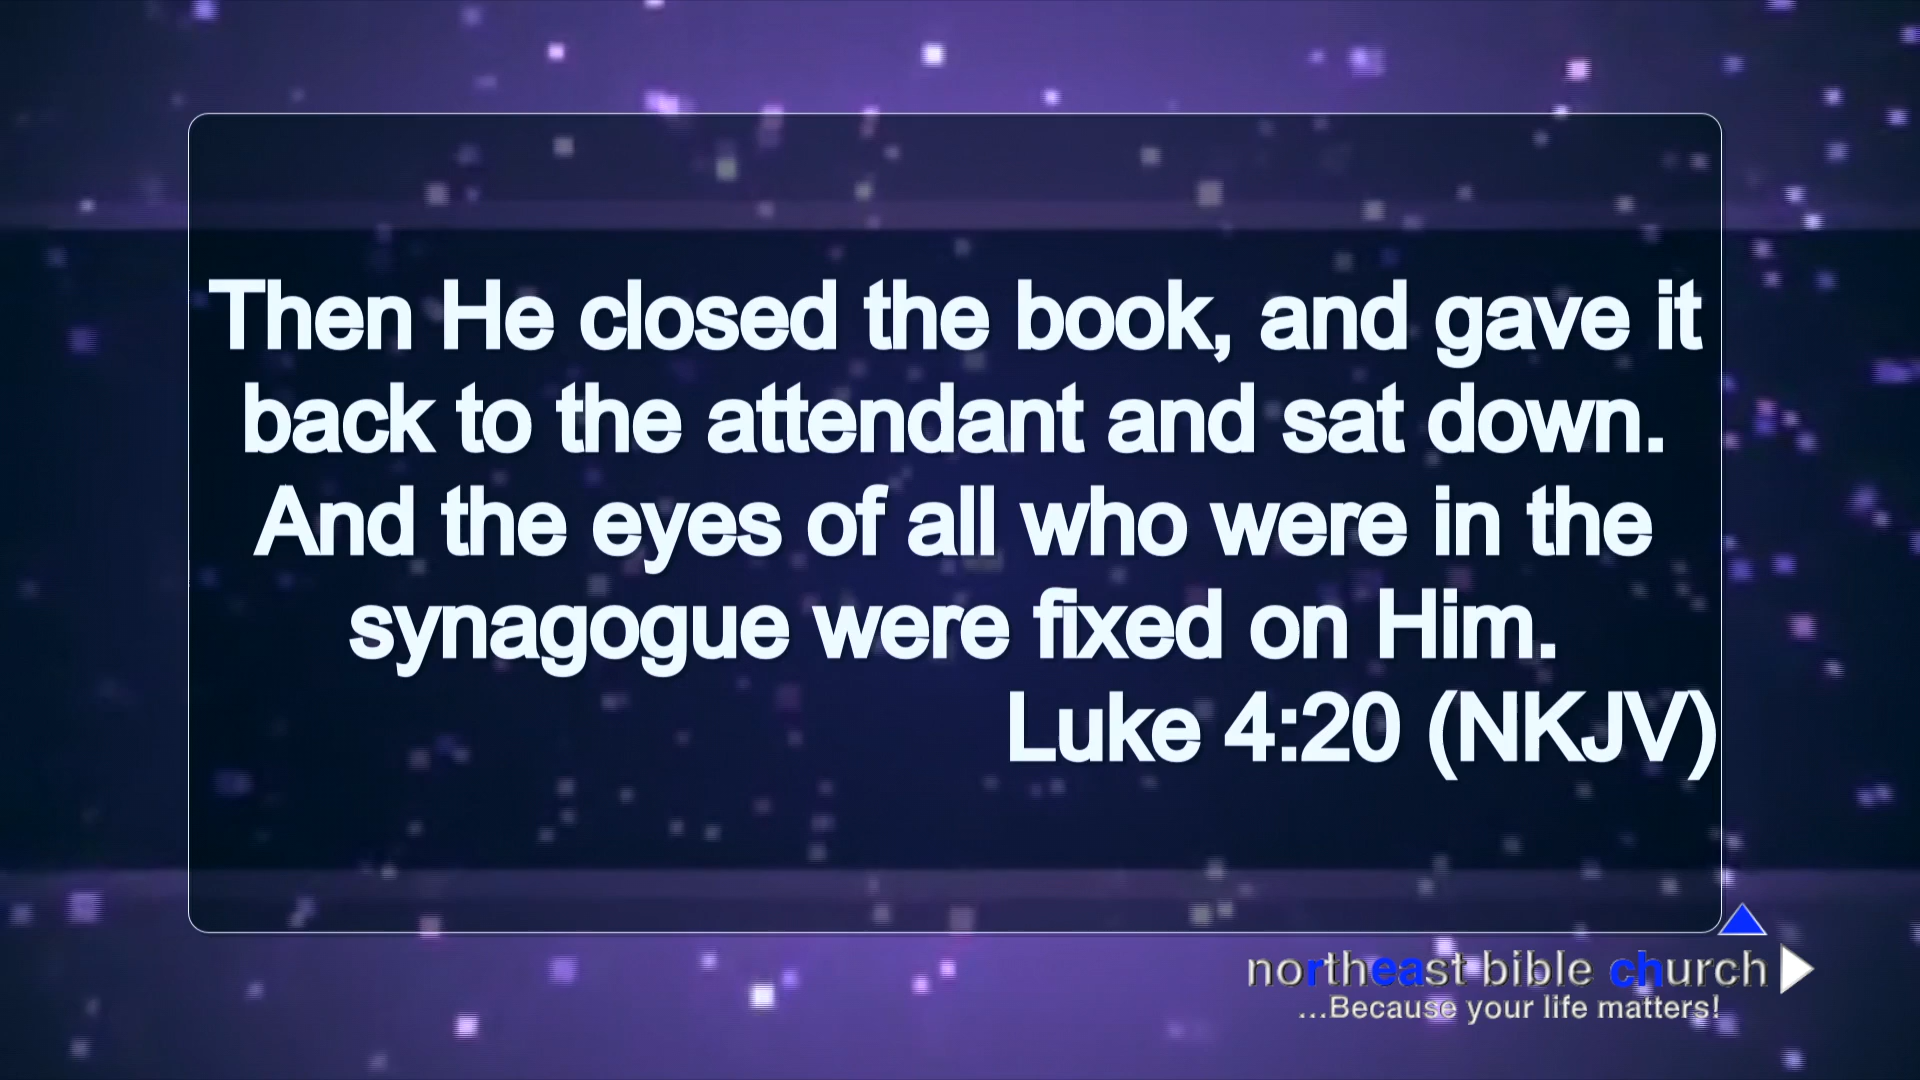 Then He closed the book, and gave it
back to the attendant and sat down.
And the eyes of all who were in the
synagogue were fixed on Him.
Luke 4:20 (NKJV)
northeast bible church
...Because your life matters!